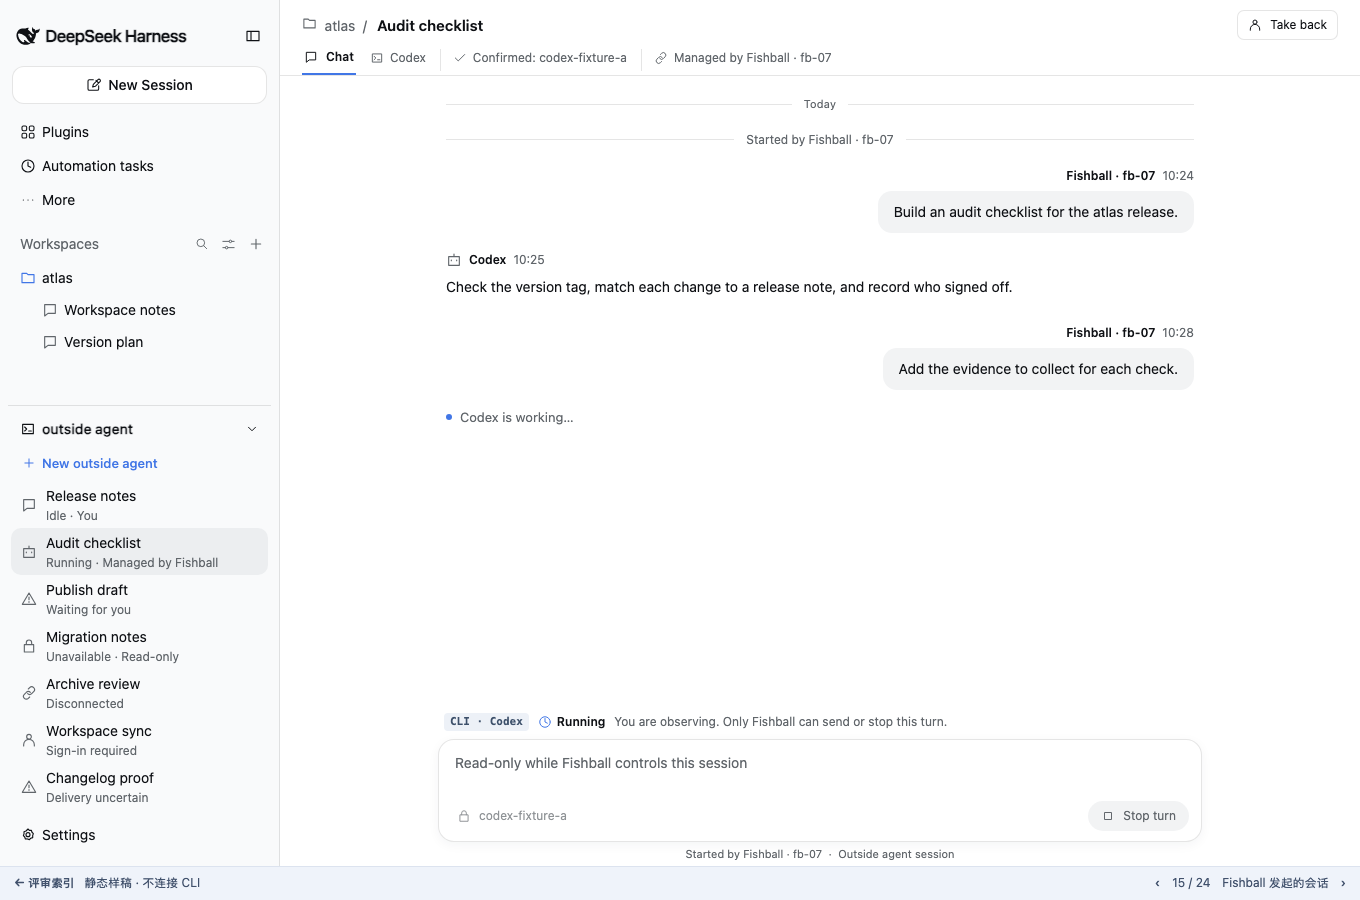 DeepSeek Harness
New Session
Plugins
Automation tasks
More
Workspaces
atlas
Workspace notes
Version plan
outside agent
New outside agent
Release notes
Idle · You
Audit checklist
Running · Managed by Fishball
Publish draft
Waiting for you
Migration notes
Unavailable · Read-only
Archive review
Disconnected
Workspace sync
Sign-in required
Changelog proof
Delivery uncertain
Settings
atlas / Audit checklist
Take back
Chat
Codex
Confirmed: codex-fixture-a
Managed by Fishball · fb-07
Today
Started by Fishball · fb-07
Fishball · fb-07 10:24
Build an audit checklist for the atlas release.
Codex 10:25
Check the version tag, match each change to a release note, and record who signed off.
Fishball · fb-07 10:28
Add the evidence to collect for each check.
Codex is working...
CLI · Codex Running You are observing. Only Fishball can send or stop this turn.
Read-only while Fishball controls this session
codex-fixture-a
Stop turn
Started by Fishball · fb-07 · Outside agent session
← 评审索引 静态样稿 · 不连接 CLI
‹ 15 / 24 Fishball 发起的会话 ›